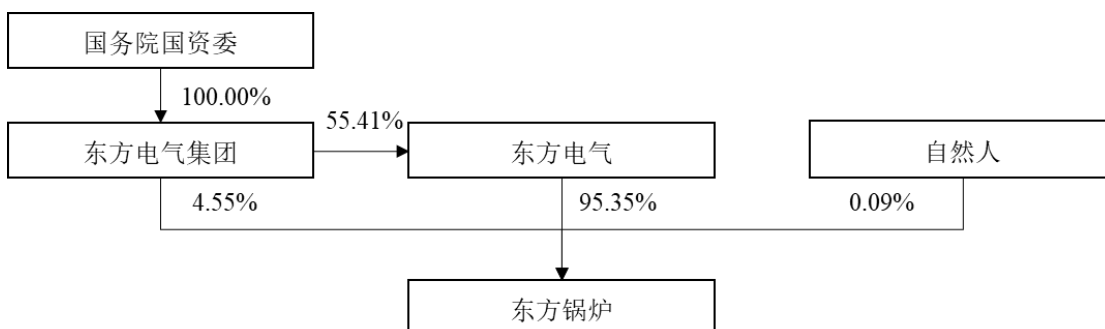 国务院国资委
100.00%
55.41%
东方电气集团
东方电气
自然人
4.55%
95.35%
0.09%
东方锅炉